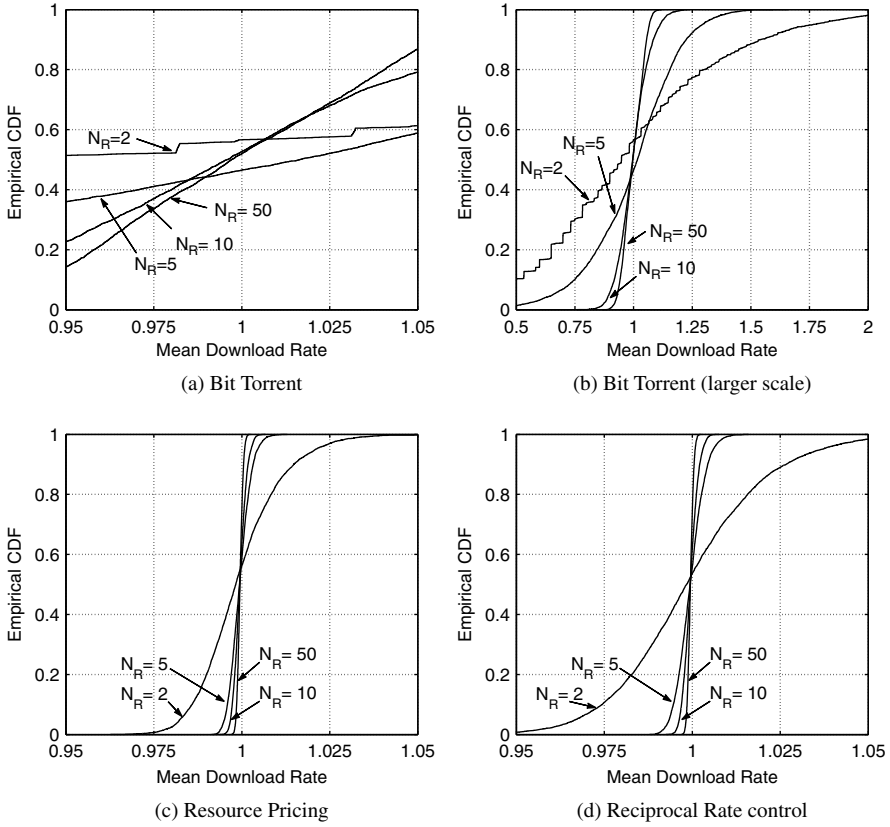 Empirical CDF
1
0.8
0.6
0.4
0.2
0
N_R=2
N_R=5
N_R= 10
N_R= 50
0.95 0.975 1 1.025 1.05
Mean Download Rate
(a) Bit Torrent
Empirical CDF
1
0.8
0.6
0.4
0.2
0
N_R=5
N_R=2
N_R= 50
N_R= 10
0.5 0.75 1 1.25 1.5 1.75 2
Mean Download Rate
(b) Bit Torrent (larger scale)
Empirical CDF
1
0.8
0.6
0.4
0.2
0
N_R= 5
N_R= 2
N_R= 50
N_R= 10
0.95 0.975 1 1.025 1.05
Mean Download Rate
(c) Resource Pricing
Empirical CDF
1
0.8
0.6
0.4
0.2
0
N_R= 5
N_R= 2
N_R= 50
N_R= 10
0.95 0.975 1 1.025 1.05
Mean Download Rate
(d) Reciprocal Rate control